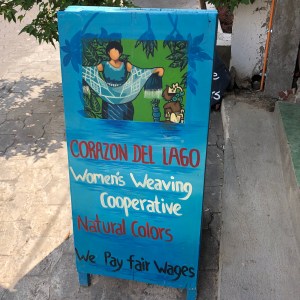 CORAZON DEL LAGO
Women's Weaving
Cooperative
Natural Colors
We Pay fair Wages